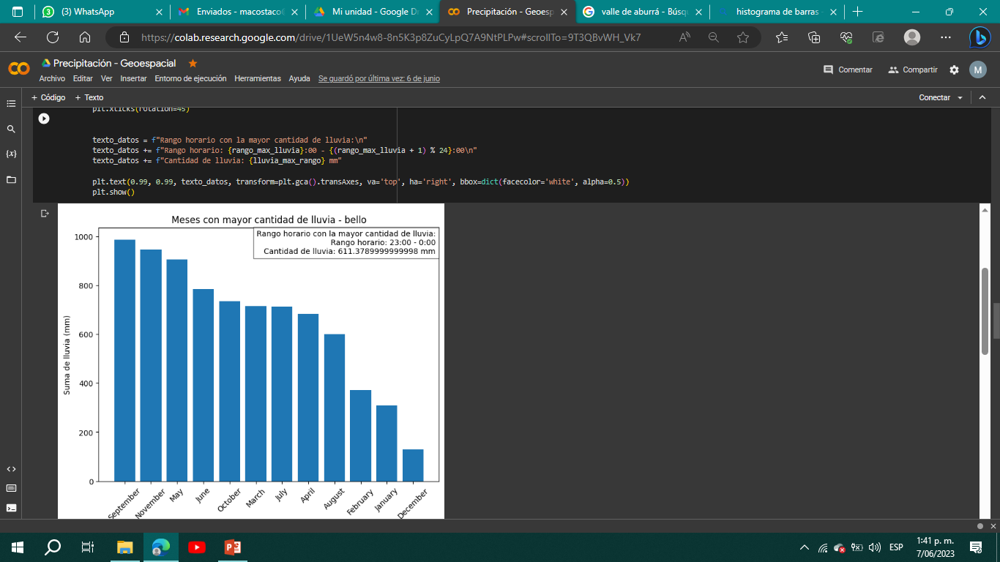 (3) WhatsApp
Enviados - macostaco
Mi unidad - Google Dr
Precipitación - Geoesp
valle de aburrá - Búsq
histograma de barras -
https://colab.research.google.com/drive/1UeW5n4w8-8n5K3p8ZuCyLpQ7A9NtPLPw#scrollTo=9T3QBvWH_Vk7
Precipitación - Geoespacial
Archivo Editar Ver Insertar Entorno de ejecución Herramientas Ayuda Se guardó por última vez: 6 de junio
Comentar
Compartir
M
+ Código + Texto
Conectar
plt.xticks(rotation=45)
texto_datos = f"Rango horario con la mayor cantidad de lluvia:\n"
texto_datos += f"Rango horario: {rango_max_lluvia}:00 - {(rango_max_lluvia + 1) % 24}:00\n"
texto_datos += f"Cantidad de lluvia: {lluvia_max_rango} mm"
plt.text(0.99, 0.99, texto_datos, transform=plt.gca().transAxes, va='top', ha='right', bbox=dict(facecolor='white', alpha=0.5))
plt.show()
Meses con mayor cantidad de lluvia - bello
Rango horario con la mayor cantidad de lluvia:
Rango horario: 23:00 - 0:00
Cantidad de lluvia: 611.3789999999998 mm
Suma de lluvia (mm)
1000
800
600
400
200
0
September
November
May
June
October
March
July
April
August
February
January
December
ESP
1:41 p. m.
7/06/2023